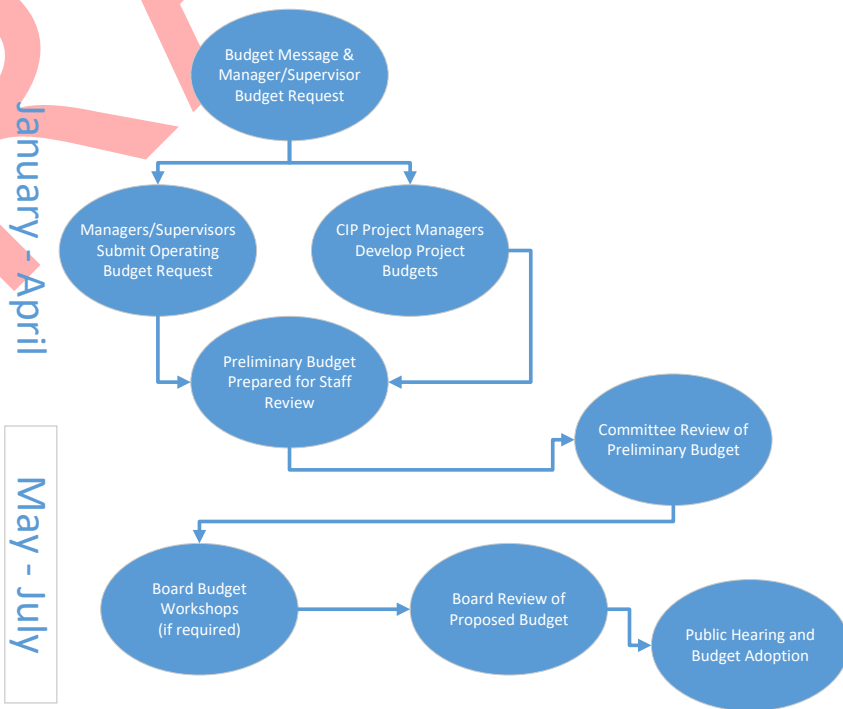 Budget Message &
Manager/Supervisor
Budget Request
January - April
Managers/Supervisors
Submit Operating
Budget Request
CIP Project Managers
Develop Project
Budgets
Preliminary Budget
Prepared for Staff
Review
Committee Review of
Preliminary Budget
May - July
Board Budget
Workshops
(if required)
Board Review of
Proposed Budget
Public Hearing and
Budget Adoption